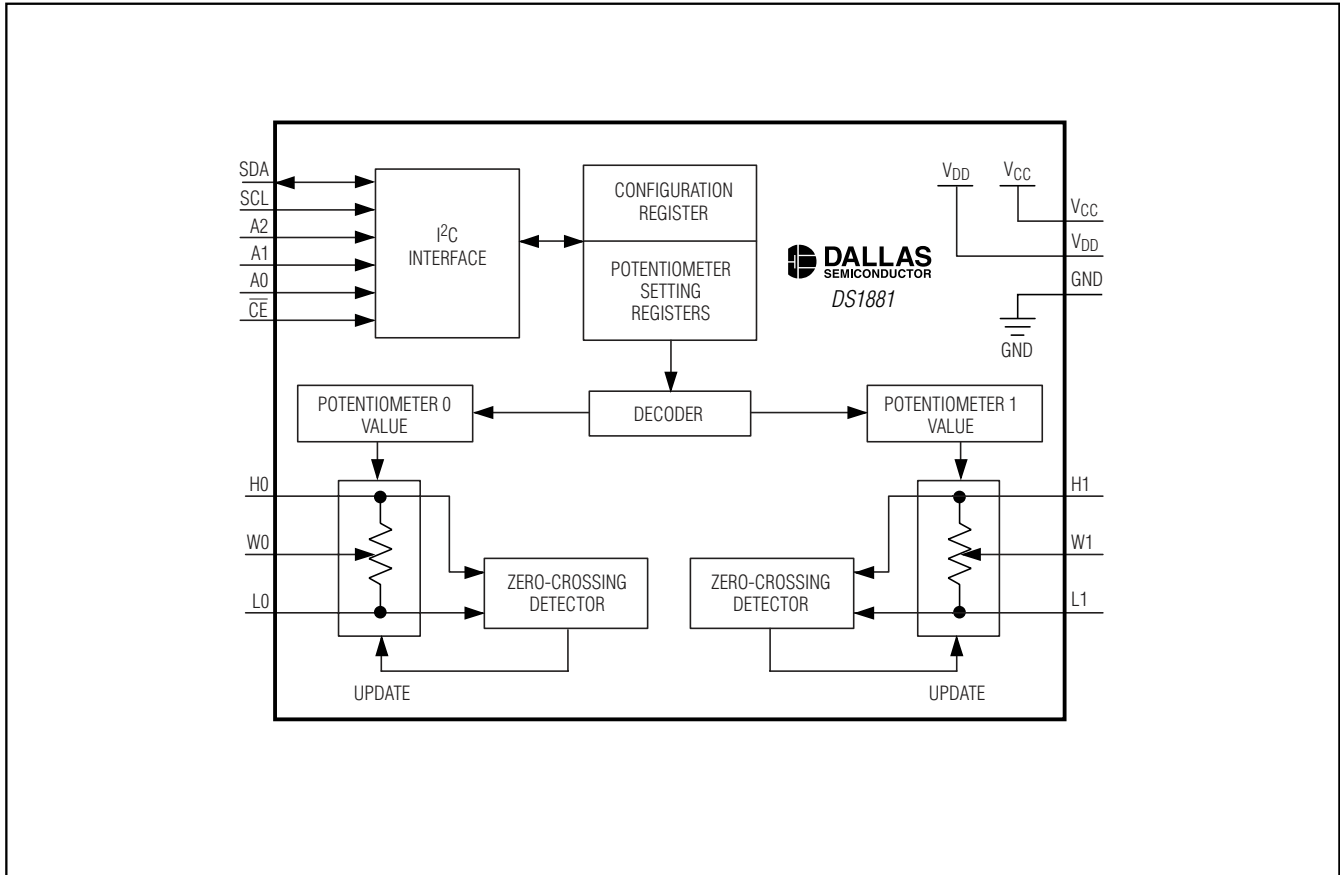 SDA
SCL
A2
A1
A0
C̅E̅
I²C
INTERFACE
CONFIGURATION
REGISTER
POTENTIOMETER
SETTING
REGISTERS
DALLAS
SEMICONDUCTOR
DS1881
VDD
VCC
VCC
VDD
GND
GND
POTENTIOMETER 0
VALUE
DECODER
POTENTIOMETER 1
VALUE
H0
W0
L0
ZERO-CROSSING
DETECTOR
UPDATE
ZERO-CROSSING
DETECTOR
UPDATE
H1
W1
L1